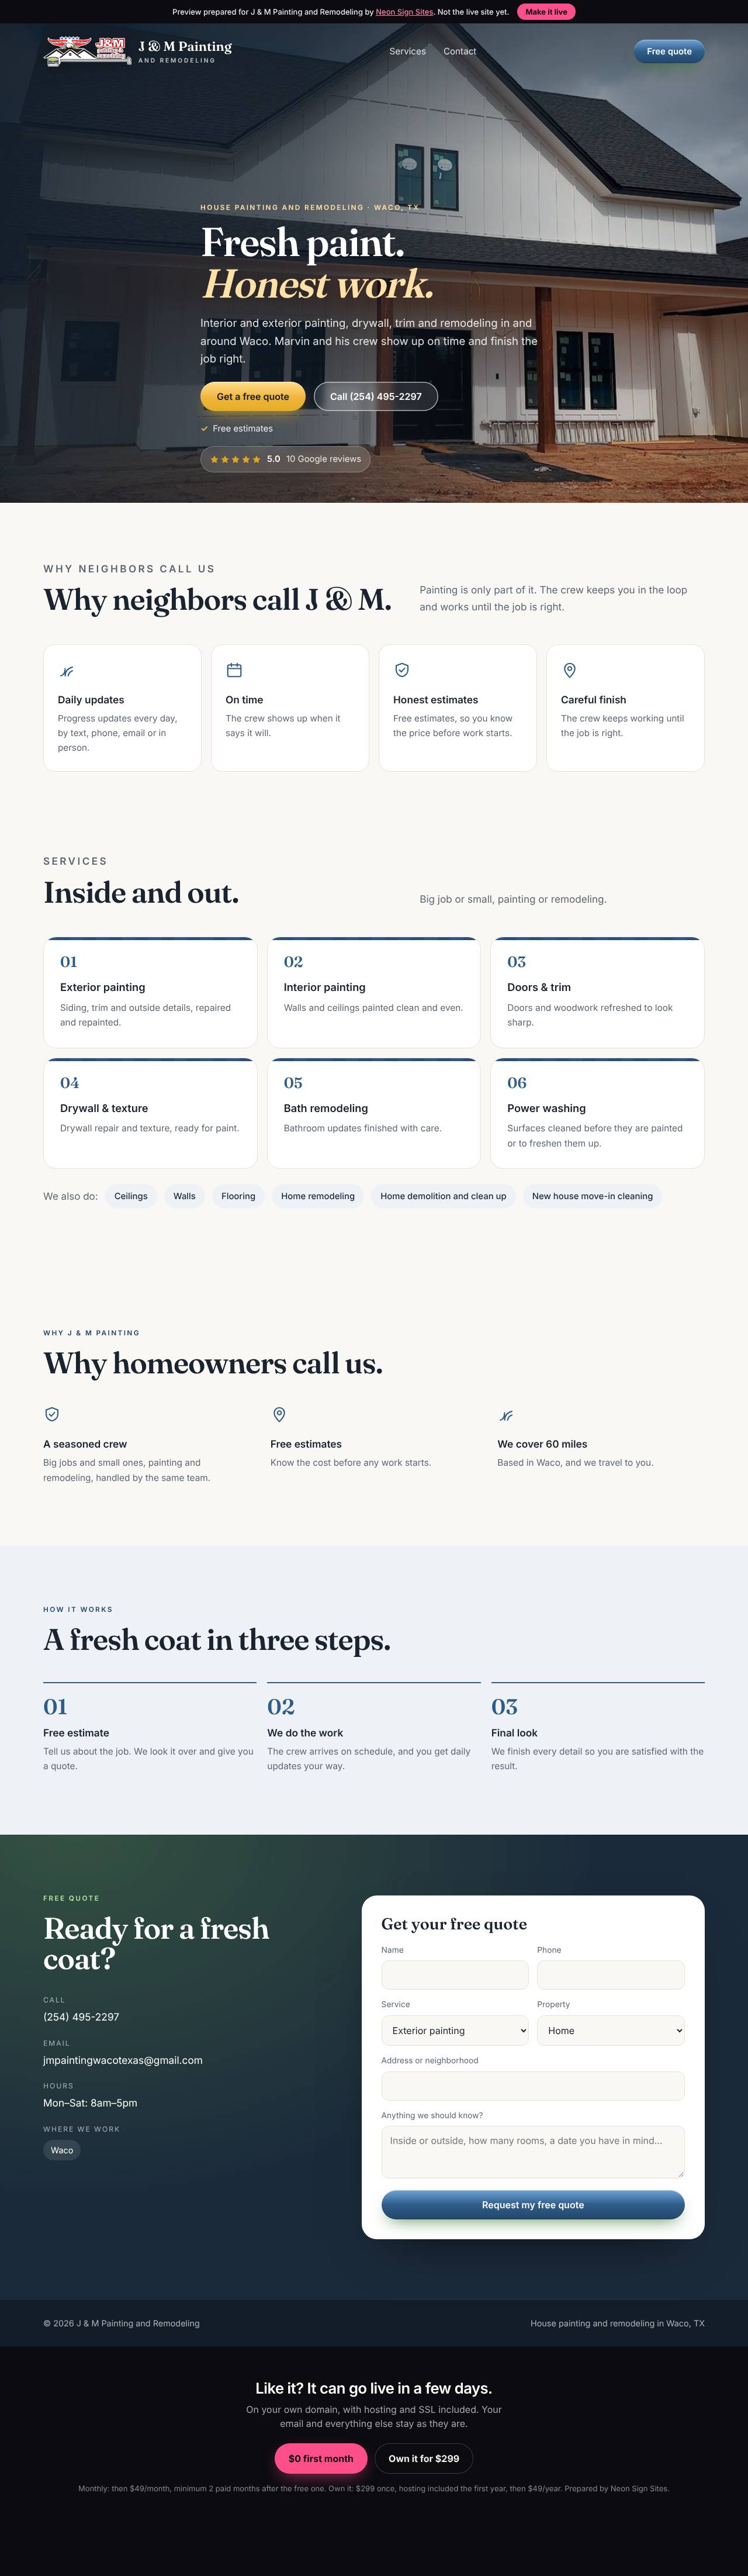 Preview prepared for J & M Painting and Remodeling by Neon Sign Sites. Not the live site yet. Make it live
J&M
J & M Painting
AND REMODELING
Services Contact
Free quote
HOUSE PAINTING AND REMODELING · WACO, TX
Fresh paint.
Honest work.
Interior and exterior painting, drywall, trim and remodeling in and
around Waco. Marvin and his crew show up on time and finish the
job right.
Get a free quote
Call (254) 495-2297
✓ Free estimates
★★★★★ 5.0 10 Google reviews
WHY NEIGHBORS CALL US
Why neighbors call J & M.
Painting is only part of it. The crew keeps you in the loop
and works until the job is right.
Daily updates
Progress updates every day,
by text, phone, email or in
person.
On time
The crew shows up when it
says it will.
Honest estimates
Free estimates, so you know
the price before work starts.
Careful finish
The crew keeps working until
the job is right.
SERVICES
Inside and out.
Big job or small, painting or remodeling.
01
Exterior painting
Siding, trim and outside details, repaired
and repainted.
02
Interior painting
Walls and ceilings painted clean and even.
03
Doors & trim
Doors and woodwork refreshed to look
sharp.
04
Drywall & texture
Drywall repair and texture, ready for paint.
05
Bath remodeling
Bathroom updates finished with care.
06
Power washing
Surfaces cleaned before they are painted
or to freshen them up.
We also do: Ceilings Walls Flooring Home remodeling Home demolition and clean up New house move-in cleaning
WHY J & M PAINTING
Why homeowners call us.
A seasoned crew
Big jobs and small ones, painting and
remodeling, handled by the same team.
Free estimates
Know the cost before any work starts.
We cover 60 miles
Based in Waco, and we travel to you.
HOW IT WORKS
A fresh coat in three steps.
01
Free estimate
Tell us about the job. We look it over and give you
a quote.
02
We do the work
The crew arrives on schedule, and you get daily
updates your way.
03
Final look
We finish every detail so you are satisfied with the
result.
FREE QUOTE
Ready for a fresh
coat?
CALL
(254) 495-2297
EMAIL
jmpaintingwacotexas@gmail.com
HOURS
Mon–Sat: 8am–5pm
WHERE WE WORK
Waco
Get your free quote
Name
Phone
Service
Property
Exterior painting
Home
Address or neighborhood
Anything we should know?
Inside or outside, how many rooms, a date you have in mind...
Request my free quote
© 2026 J & M Painting and Remodeling
House painting and remodeling in Waco, TX
Like it? It can go live in a few days.
On your own domain, with hosting and SSL included. Your
email and everything else stay as they are.
$0 first month
Own it for $299
Monthly: then $49/month, minimum 2 paid months after the free one. Own it: $299 once, hosting included the first year, then $49/year. Prepared by Neon Sign Sites.